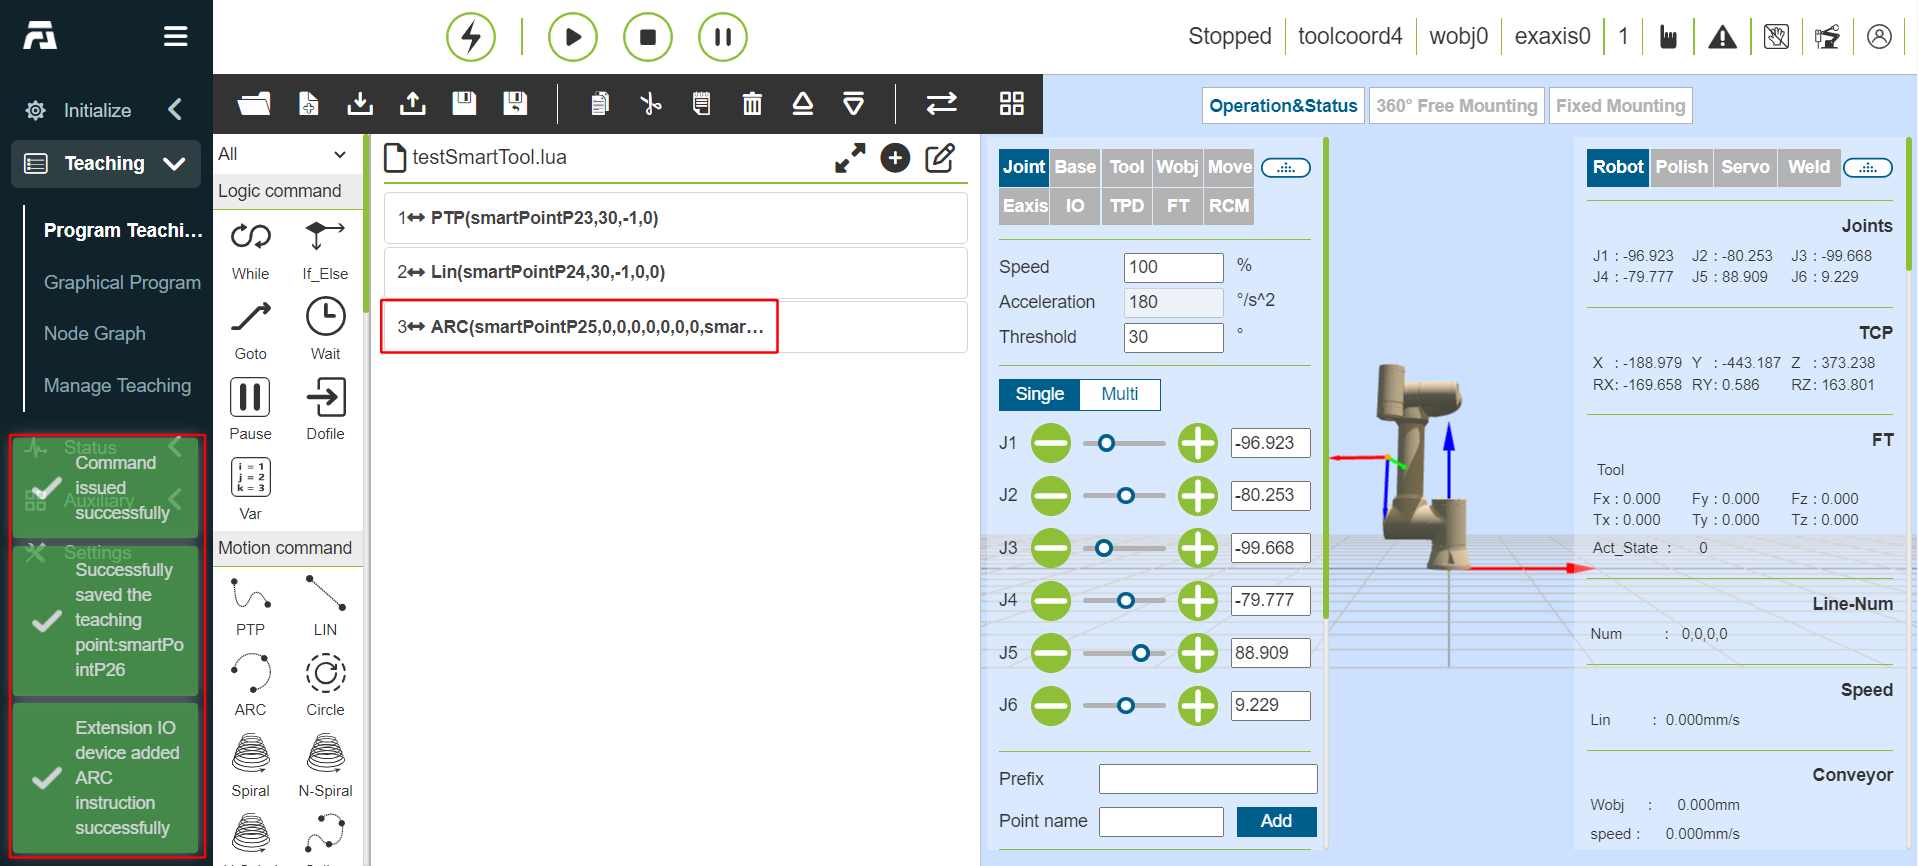 Stopped
toolcoord4
wobj0
exaxis0
1
Initialize
Teaching
Program Teachi...
Graphical Program
Node Graph
Manage Teaching
Status
Auxiliary
Settings
Command
issued
successfully
Successfully
saved the
teaching
point:smartPo
intP26
Extension IO
device added
ARC
instruction
successfully
All
Logic command
While
If_Else
Goto
Wait
Pause
Dofile
i = 1
j = 2
k = 3
Var
Motion command
PTP
LIN
ARC
Circle
Spiral
N-Spiral
testSmartTool.lua
1 PTP(smartPointP23,30,-1,0)
2 Lin(smartPointP24,30,-1,0,0)
3 ARC(smartPointP25,0,0,0,0,0,0,0,smar...
Operation&Status
360° Free Mounting
Fixed Mounting
Joint Base Tool Wobj Move
Eaxis IO TPD FT RCM
Speed 100 %
Acceleration 180 °/s^2
Threshold 30 °
Single Multi
J1 -96.923
J2 -80.253
J3 -99.668
J4 -79.777
J5 88.909
J6 9.229
Prefix
Point name Add
Robot Polish Servo Weld
Joints
J1 : -96.923 J2 : -80.253 J3 : -99.668
J4 : -79.777 J5 : 88.909 J6 : 9.229
TCP
X : -188.979 Y : -443.187 Z : 373.238
RX: -169.658 RY: 0.586 RZ: 163.801
FT
Tool
Fx : 0.000 Fy : 0.000 Fz : 0.000
Tx : 0.000 Ty : 0.000 Tz : 0.000
Act_State : 0
Line-Num
Num : 0,0,0,0
Speed
Lin : 0.000mm/s
Conveyor
Wobj : 0.000mm
speed : 0.000mm/s